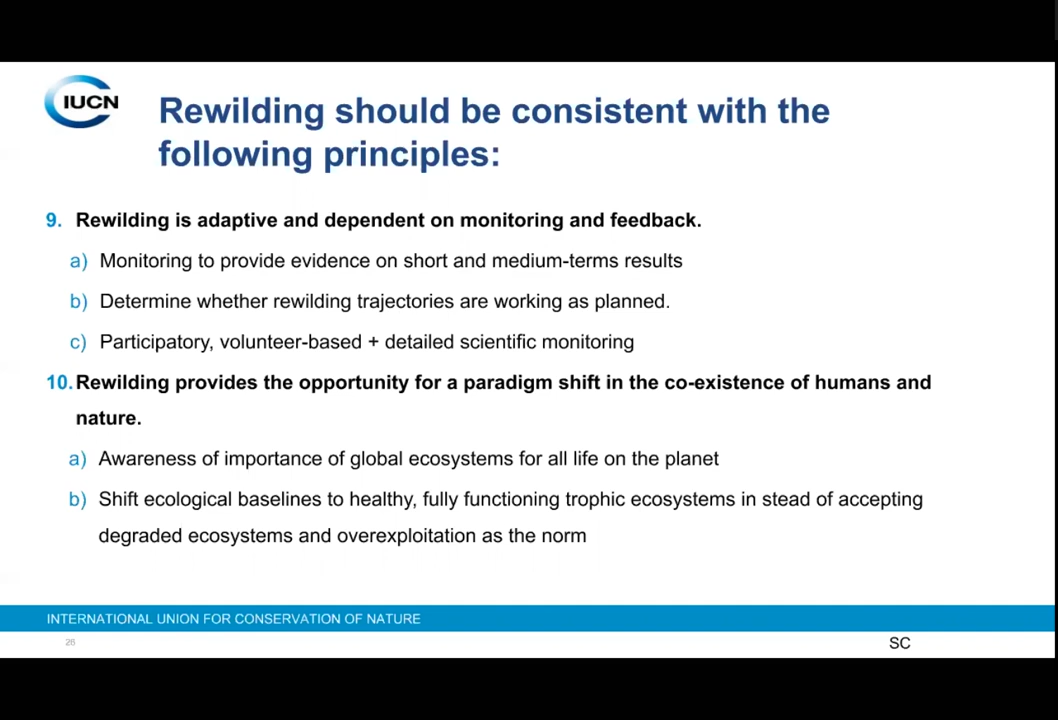 IUCN
Rewilding should be consistent with the
following principles:
9. Rewilding is adaptive and dependent on monitoring and feedback.
a) Monitoring to provide evidence on short and medium-terms results
b) Determine whether rewilding trajectories are working as planned.
c) Participatory, volunteer-based + detailed scientific monitoring
10. Rewilding provides the opportunity for a paradigm shift in the co-existence of humans and
nature.
a) Awareness of importance of global ecosystems for all life on the planet
b) Shift ecological baselines to healthy, fully functioning trophic ecosystems in stead of accepting
degraded ecosystems and overexploitation as the norm
INTERNATIONAL UNION FOR CONSERVATION OF NATURE
SC